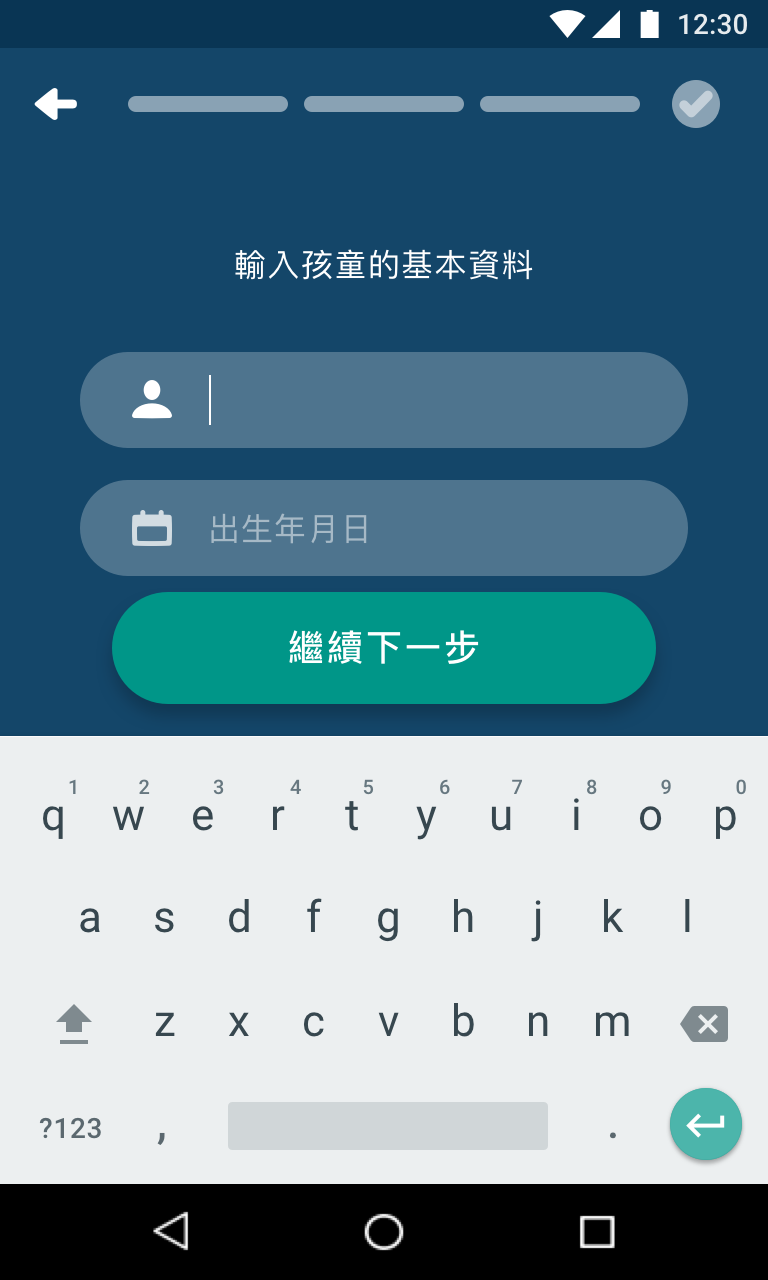 12:30
輸入孩童的基本資料
出生年月日
繼續下一步
1 2 3 4 5 6 7 8 9 0
q w e r t y u i o p
a s d f g h j k l
z x c v b n m
?123 , .